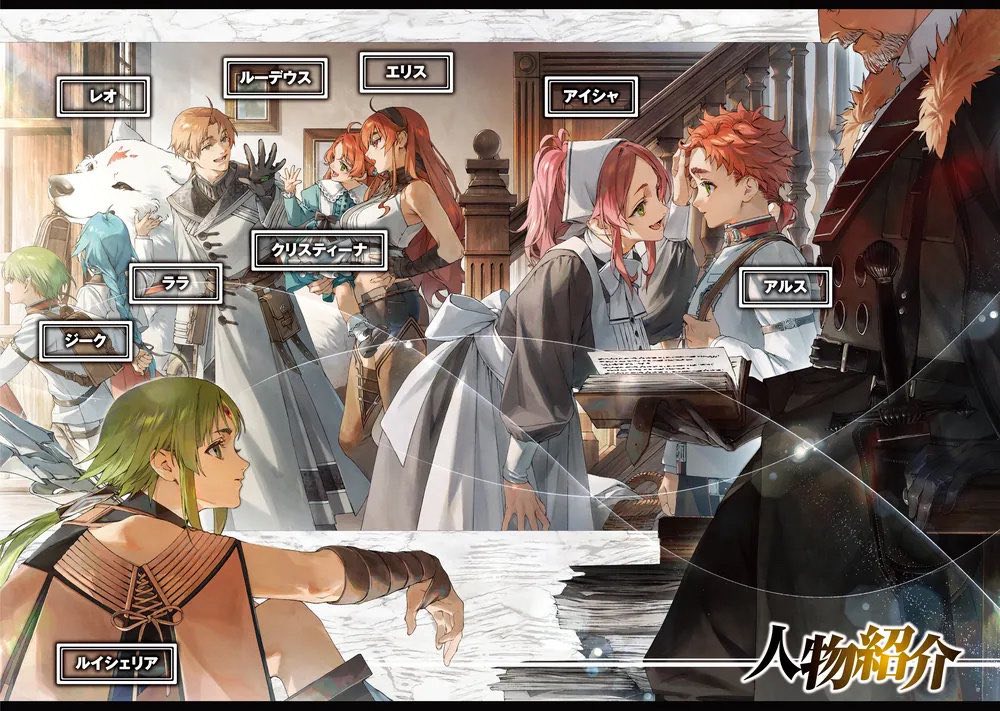 レオ
ルーデウス
エリス
アイシャ
クリスティーナ
ララ
アルス
ジーク
ルイシェリア
人物紹介